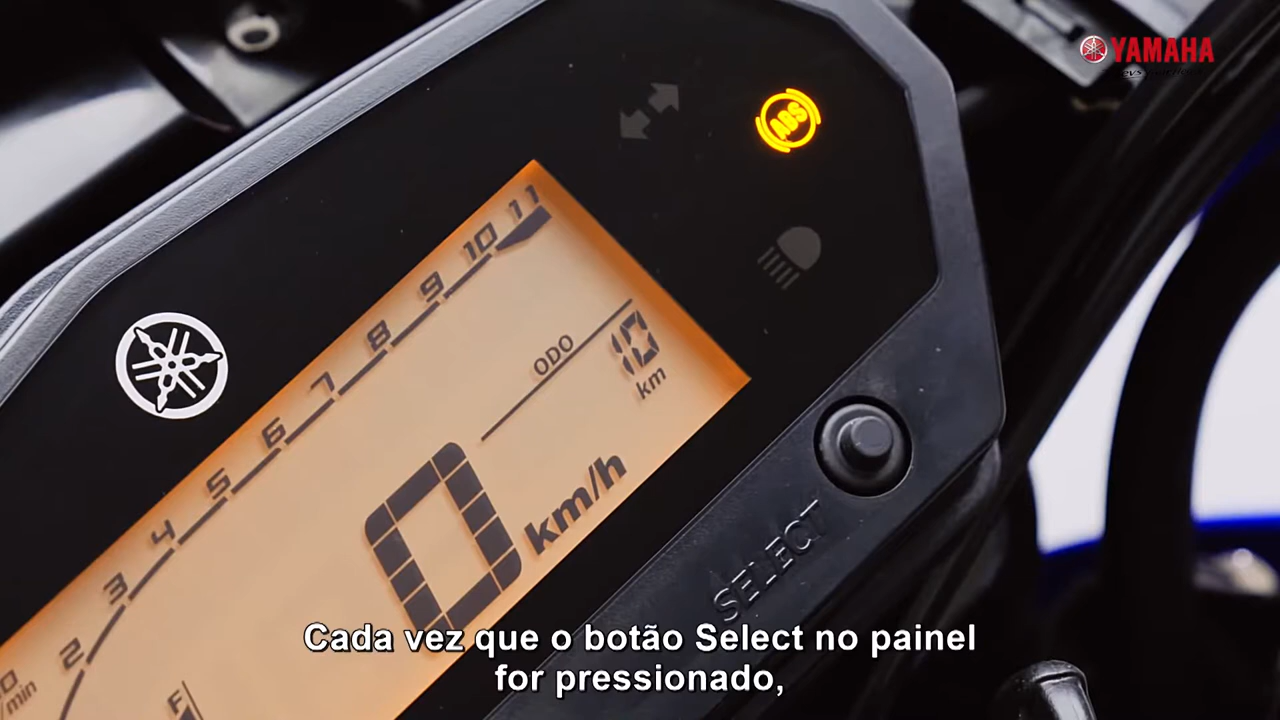 YAMAHA
ABS
11
10
9
8
7
6
5
4
3
2
ODO
10
km
0 km/h
F
SELECT
Cada vez que o botão Select no painel
for pressionado,